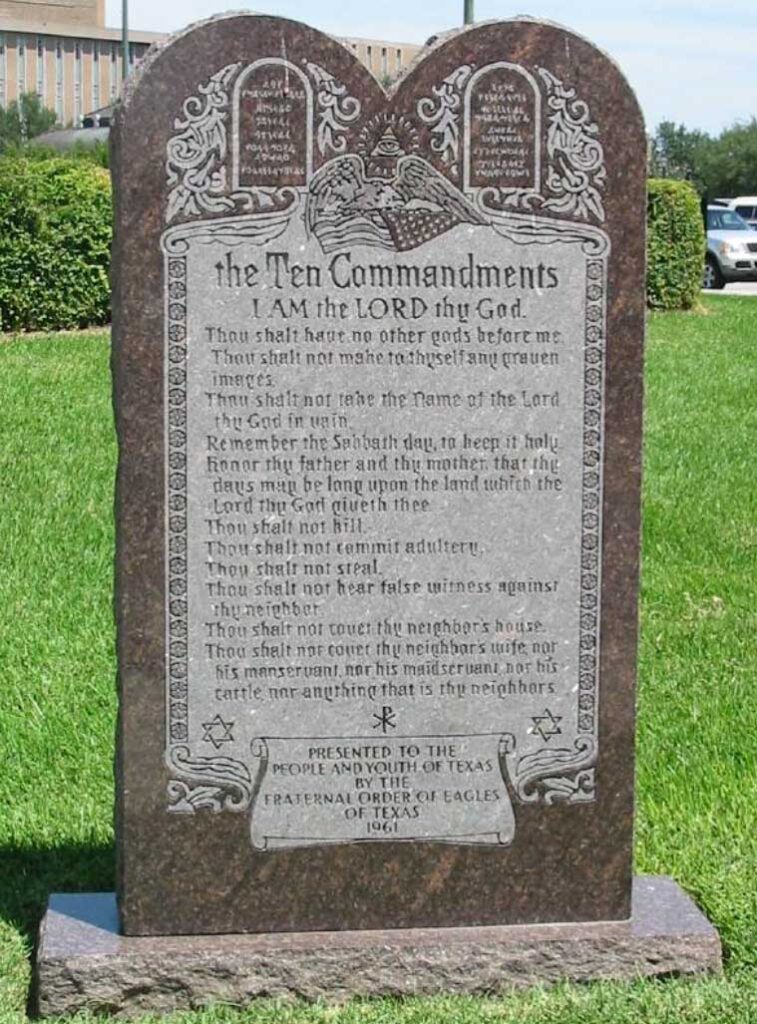 the Ten Commandments
I AM the LORD thy God.
Thou shalt have no other gods before me.
Thou shalt not make to thyself any graven
images.
Thou shalt not take the Name of the Lord
thy God in vain.
Remember the Sabbath day, to keep it holy.
Honor thy father and thy mother, that thy
days may be long upon the land which the
Lord thy God giveth thee.
Thou shalt not kill.
Thou shalt not commit adultery.
Thou shalt not steal.
Thou shalt not bear false witness against
thy neighbor.
Thou shalt not covet thy neighbor's house.
Thou shalt not covet thy neighbor's wife, nor
his manservant, nor his maidservant, nor his
cattle, nor anything that is thy neighbor's.
PRESENTED TO THE
PEOPLE AND YOUTH OF TEXAS
BY THE
FRATERNAL ORDER OF EAGLES
OF TEXAS
1961